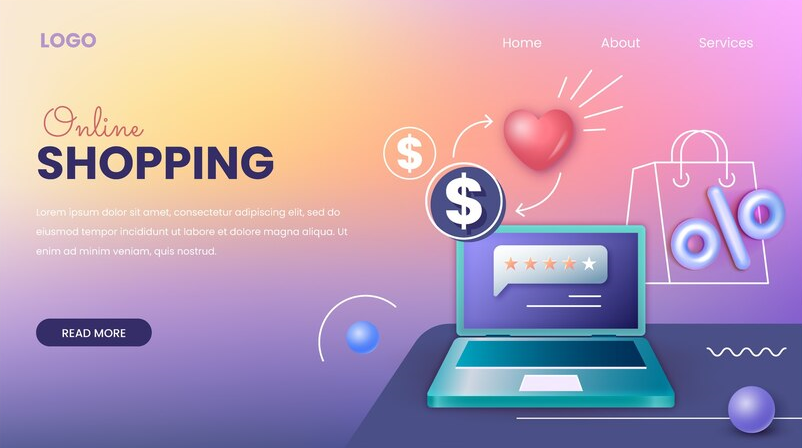 LOGO
Home About Services
Online
SHOPPING
Lorem ipsum dolor sit amet, consectetur adipiscing elit, sed do
eiusmod tempor incididunt ut labore et dolore magna aliqua. Ut
enim ad minim veniam, quis nostrud.
READ MORE
$
$
%